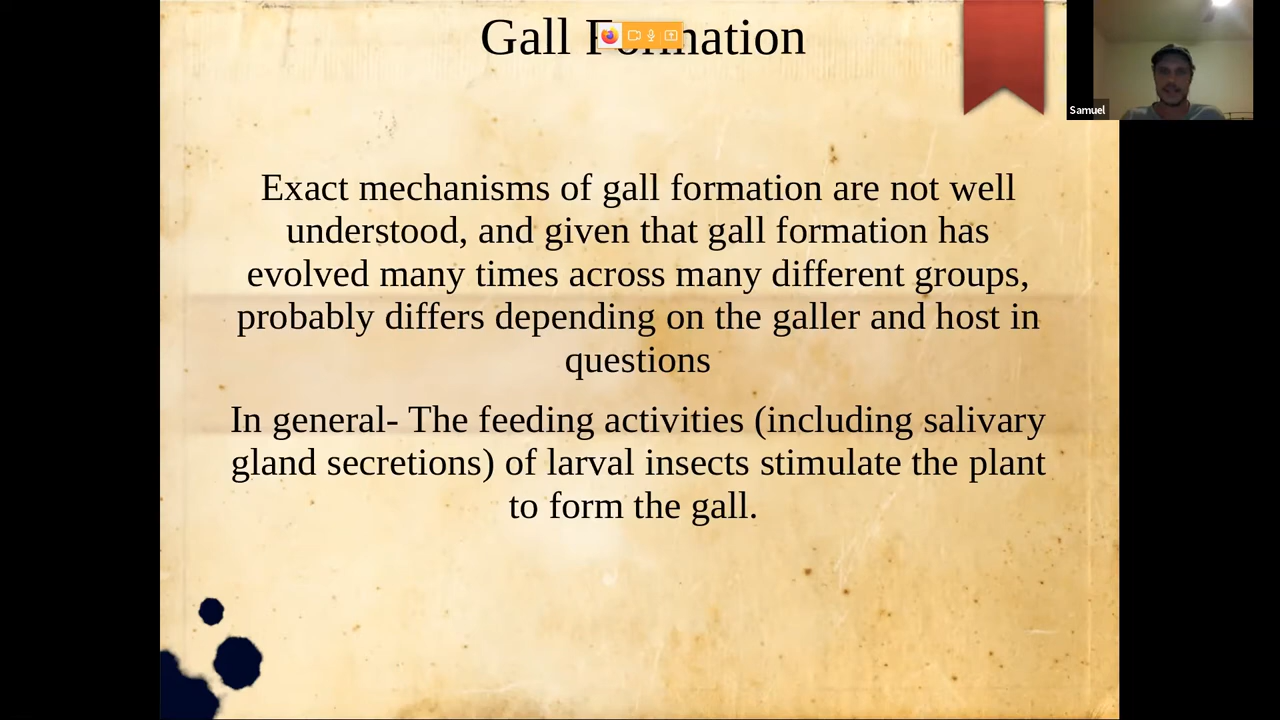 Gall Formation
Samuel
Exact mechanisms of gall formation are not well
understood, and given that gall formation has
evolved many times across many different groups,
probably differs depending on the galler and host in
questions
In general- The feeding activities (including salivary
gland secretions) of larval insects stimulate the plant
to form the gall.